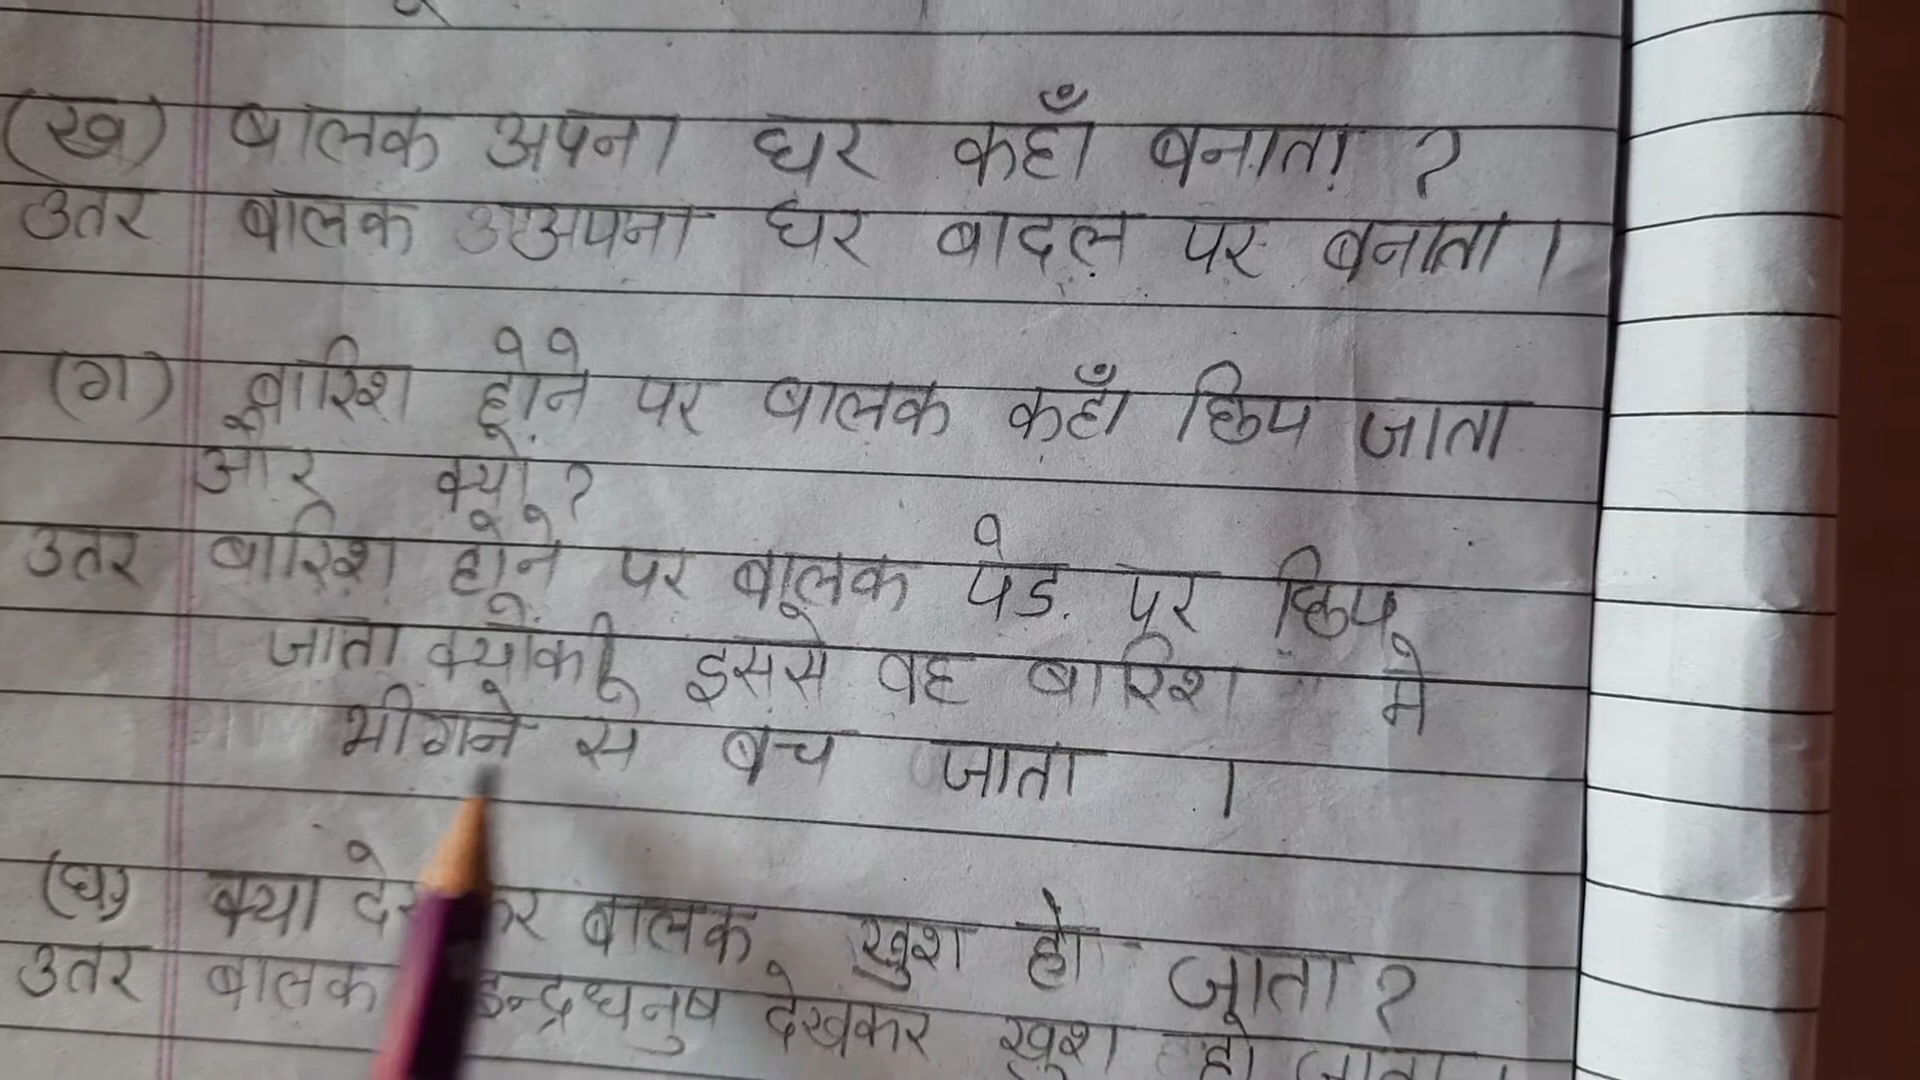 (ख) बालक अपना घर कहाँ बनाता ?
उतर बालक अपना घर बादल पर बनाता ।
(ग) बारिश होने पर बालक कहाँ छिप जाता
और क्यों ?
उतर बारिश होने पर बालक पेड. पर छिप
जाता क्योंकी इससे वह बारिश में
भीगने स बच जाता ।
(घ) क्या बालक खुश हो जाता ?
उतर बालक इन्द्रधनुष देखकर खुश हो जाता ।